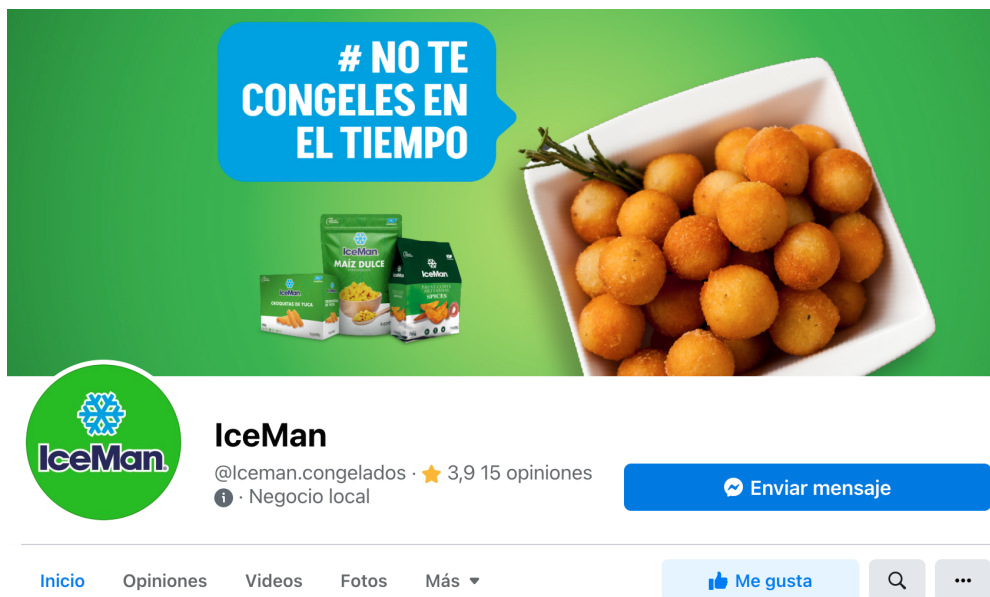 # NO TE
CONGELES EN
EL TIEMPO
IceMan
MAÍZ DULCE
IceMan
CROQUETAS DE YUCA
IceMan
SPICES
IceMan®
IceMan
@Iceman.congelados · 3,9 15 opiniones
· Negocio local
Enviar mensaje
Inicio Opiniones Videos Fotos Más
Me gusta